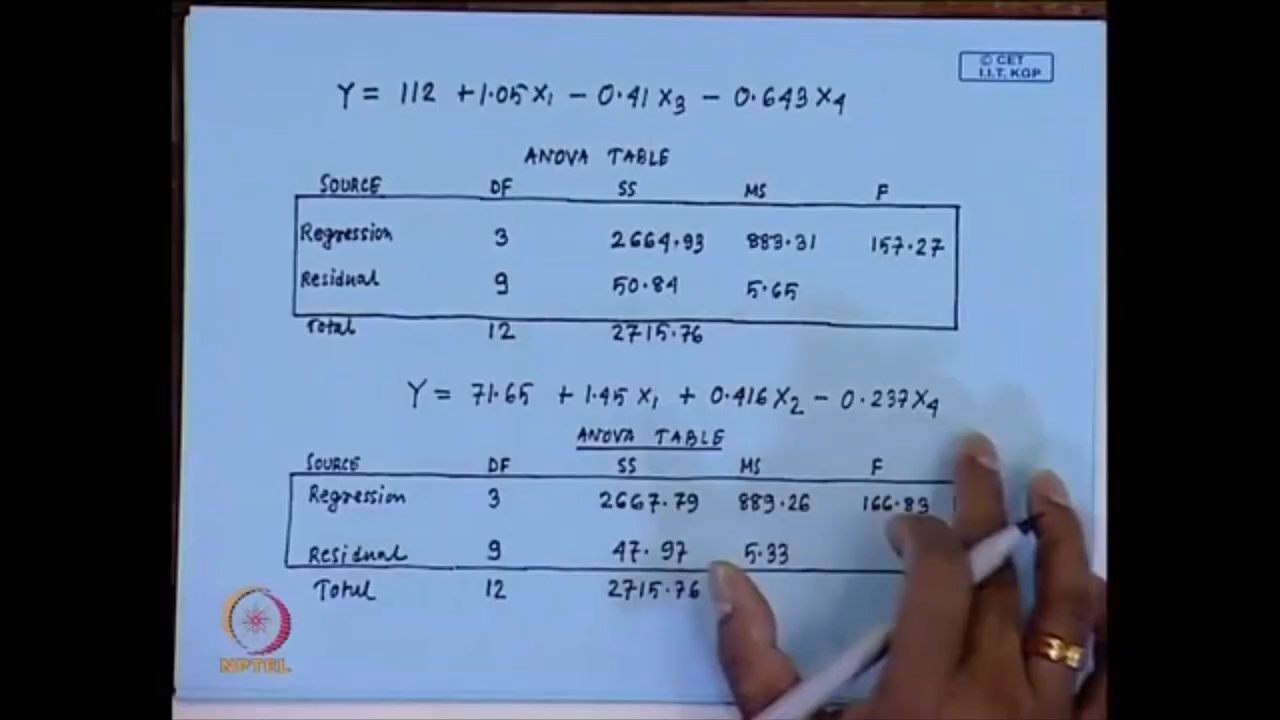 © CET
I.I.T. KGP
Y = 112 + 1.05 X₁ - 0.41 X₃ - 0.643 X₄
ANOVA TABLE
SOURCE DF SS MS F
Regression 3 2664.93 883.31 157.27
Residual 9 50.84 5.65
Total 12 2715.76
Y = 71.65 + 1.45 X₁ + 0.416 X₂ - 0.237 X₄
ANOVA TABLE
SOURCE DF SS MS F
Regression 3 2667.79 889.26 166.83
Residual 9 47.97 5.33
Total 12 2715.76
NPTEL